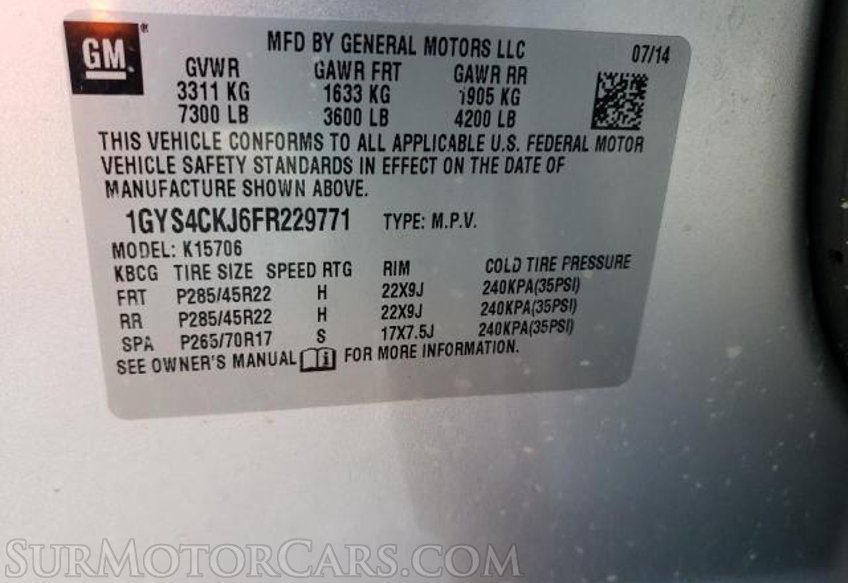 GM ® MFD BY GENERAL MOTORS LLC 07/14
GVWR GAWR FRT GAWR RR
3311 KG 1633 KG 1905 KG
7300 LB 3600 LB 4200 LB
THIS VEHICLE CONFORMS TO ALL APPLICABLE U.S. FEDERAL MOTOR
VEHICLE SAFETY STANDARDS IN EFFECT ON THE DATE OF
MANUFACTURE SHOWN ABOVE.
1GYS4CKJ6FR229771 TYPE: M.P.V.
MODEL: K15706
KBCG TIRE SIZE SPEED RTG RIM COLD TIRE PRESSURE
FRT P285/45R22 H 22X9J 240KPA(35PSI)
RR P285/45R22 H 22X9J 240KPA(35PSI)
SPA P265/70R17 S 17X7.5J 240KPA(35PSI)
SEE OWNER'S MANUAL FOR MORE INFORMATION.
SURMOTORCARS.COM